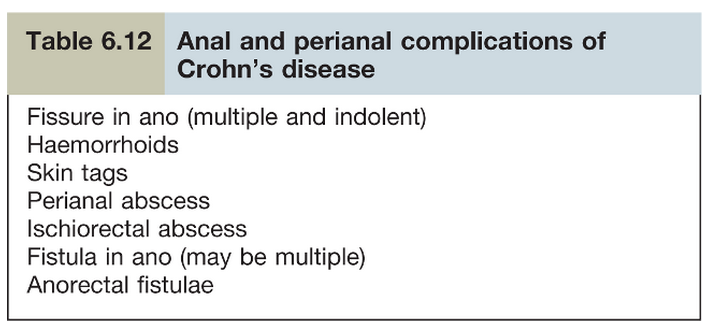 Table 6.12 Anal and perianal complications of
Crohn's disease
Fissure in ano (multiple and indolent)
Haemorrhoids
Skin tags
Perianal abscess
Ischiorectal abscess
Fistula in ano (may be multiple)
Anorectal fistulae